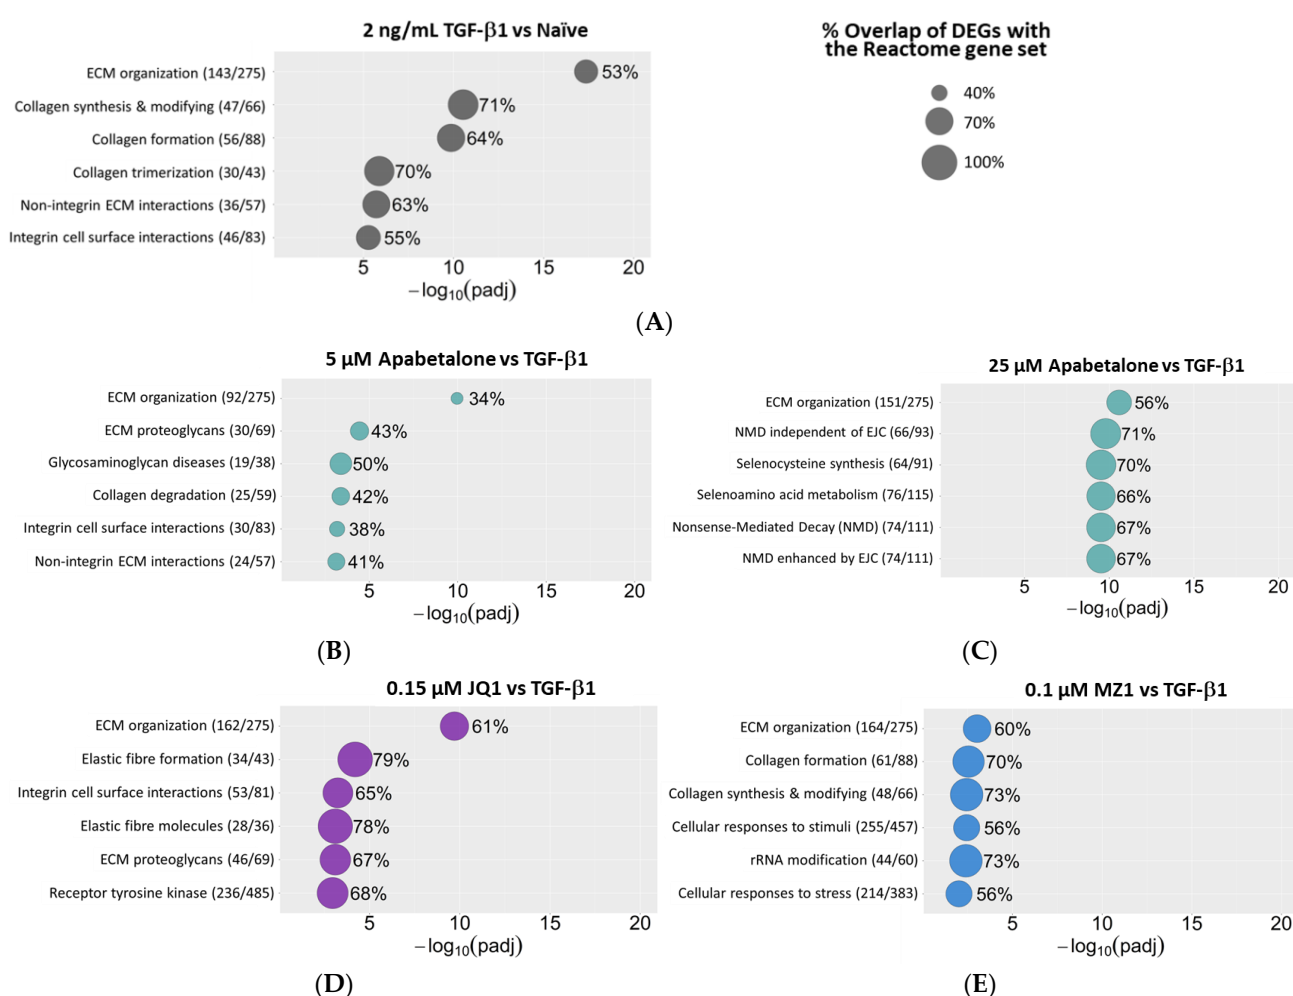 2 ng/mL TGF-β1 vs Naïve
ECM organization (143/275)
53%
Collagen synthesis & modifying (47/66)
71%
Collagen formation (56/88)
64%
Collagen trimerization (30/43)
70%
Non-integrin ECM interactions (36/57)
63%
Integrin cell surface interactions (46/83)
55%
5 10 15 20
−log10(padj)
% Overlap of DEGs with
the Reactome gene set
40%
70%
100%
(A)
5 µM Apabetalone vs TGF-β1
ECM organization (92/275)
34%
ECM proteoglycans (30/69)
43%
Glycosaminoglycan diseases (19/38)
50%
Collagen degradation (25/59)
42%
Integrin cell surface interactions (30/83)
38%
Non-integrin ECM interactions (24/57)
41%
5 10 15 20
−log10(padj)
(B)
25 µM Apabetalone vs TGF-β1
ECM organization (151/275)
56%
NMD independent of EJC (66/93)
71%
Selenocysteine synthesis (64/91)
70%
Selenoamino acid metabolism (76/115)
66%
Nonsense-Mediated Decay (NMD) (74/111)
67%
NMD enhanced by EJC (74/111)
67%
5 10 15 20
−log10(padj)
(C)
0.15 µM JQ1 vs TGF-β1
ECM organization (162/275)
61%
Elastic fibre formation (34/43)
79%
Integrin cell surface interactions (53/81)
65%
Elastic fibre molecules (28/36)
78%
ECM proteoglycans (46/69)
67%
Receptor tyrosine kinase (236/485)
68%
5 10 15 20
−log10(padj)
(D)
0.1 µM MZ1 vs TGF-β1
ECM organization (164/275)
60%
Collagen formation (61/88)
70%
Collagen synthesis & modifying (48/66)
73%
Cellular responses to stimuli (255/457)
56%
rRNA modification (44/60)
73%
Cellular responses to stress (214/383)
56%
5 10 15 20
−log10(padj)
(E)